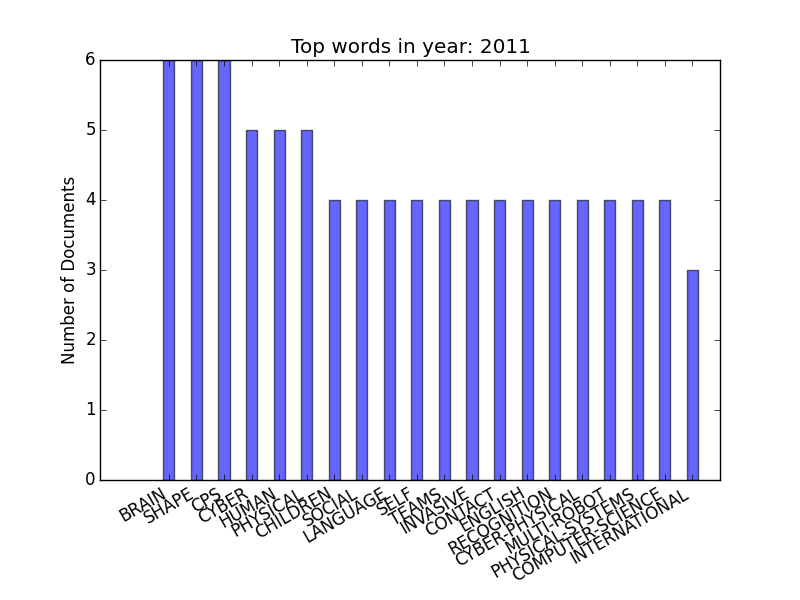 Top words in year: 2011
6
5
4
3
2
1
0
Number of Documents
BRAIN
SHAPE
CPS
CYBER
HUMAN
PHYSICAL
CHILDREN
SOCIAL
LANGUAGE
SELF
TEAMS
INVASIVE
CONTACT
ENGLISH
RECOGNITION
CYBER-PHYSICAL
MULTI-ROBOT
PHYSICAL-SYSTEMS
COMPUTER-SCIENCE
INTERNATIONAL